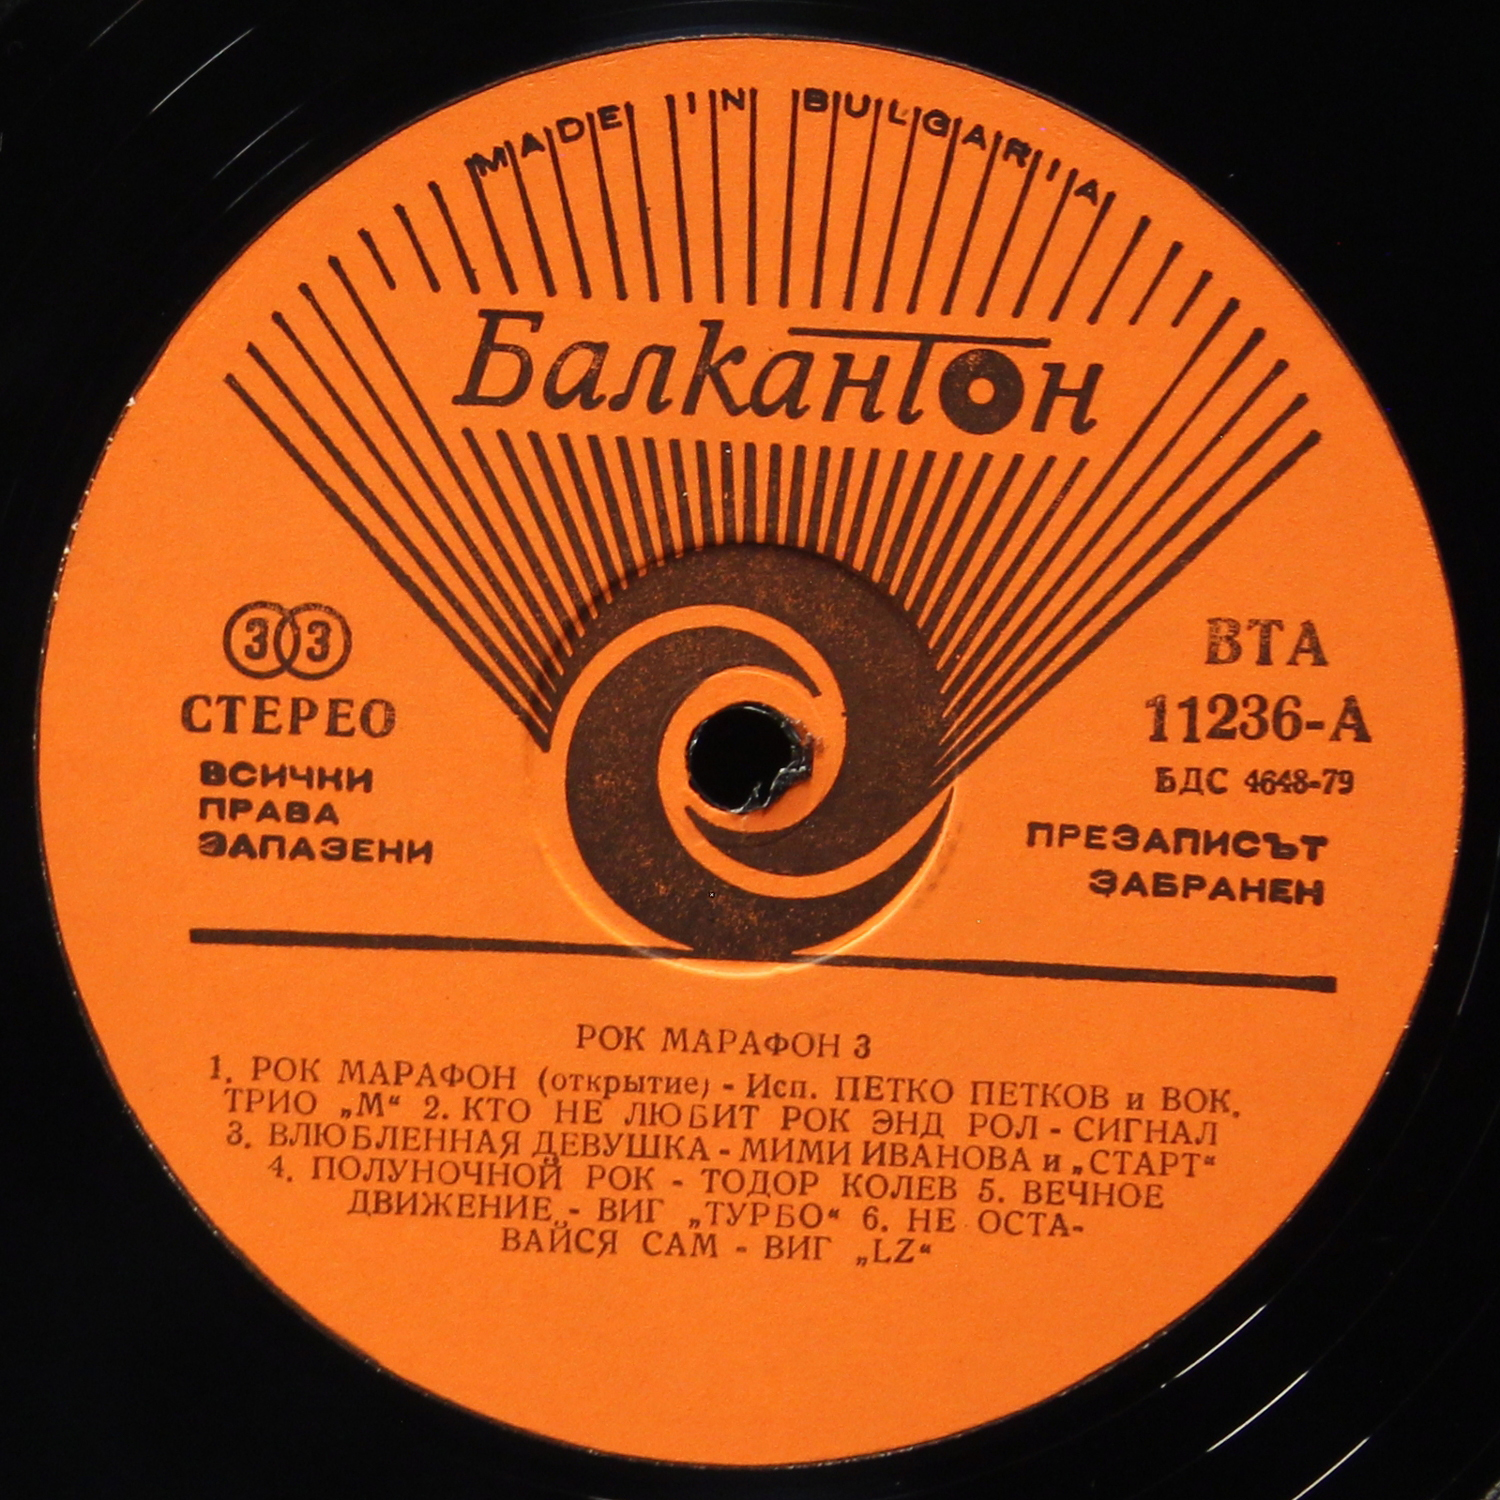 MADE IN BULGARIA
Балкантон
33
СТЕРЕО
ВСИЧКИ
ПРАВА
ЗАПАЗЕНИ
ВТА
11236-А
БДС 4648-79
ПРЕЗАПИСЪТ
ЗАБРАНЕН
РОК МАРАФОН 3
1. РОК МАРАФОН (открытие) - Исп. ПЕТКО ПЕТКОВ и ВОК.
ТРИО „М“ 2. КТО НЕ ЛЮБИТ РОК ЭНД РОЛ - СИГНАЛ
3. ВЛЮБЛЕННАЯ ДЕВУШКА - МИМИ ИВАНОВА и „СТАРТ“
4. ПОЛУНОЧНОЙ РОК - ТОДОР КОЛЕВ 5. ВЕЧНОЕ
ДВИЖЕНИЕ - ВИГ „ТУРБО“ 6. НЕ ОСТА-
ВАЙСЯ САМ - ВИГ „LZ“